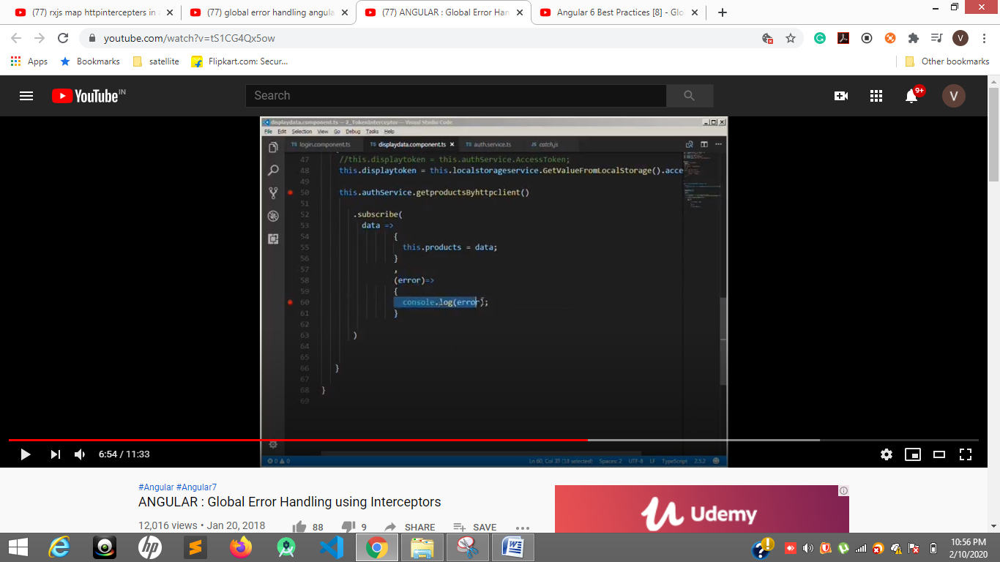 (77) rxjs map httpintercepters in a
(77) global error handling angula
(77) ANGULAR : Global Error Han
Angular 6 Best Practices [8] - Glo
youtube.com/watch?v=tS1CG4Qx5ow
V
Apps
Bookmarks
satellite
Flipkart.com: Secur...
Other bookmarks
YouTube IN
Search
9+
V
displaydata.component.ts — 2_TokenInterceptor — Visual Studio Code
File Edit Selection View Go Debug Tasks Help
TS login.component.ts
TS displaydata.component.ts
TS auth.service.ts
JS catch.js
47 //this.displaytoken = this.authService.AccessToken;
48 this.displaytoken = this.localstorageservice.GetValueFromLocalStorage().acce
49
50 this.authService.getproductsByhttpclient()
51
52 .subscribe(
53 data =>
54 {
55 this.products = data;
56 }
57 ,
58 (error)=>
59 {
60 console.log(error);
61 }
62
63 )
64
65
66 }
67
68 }
69
0 0
Ln 60, Col 35 (18 selected) Spaces: 2 UTF-8 LF TypeScript 2.5.2
6:54 / 11:33
#Angular #Angular7
ANGULAR : Global Error Handling using Interceptors
12,016 views • Jan 20, 2018
88
9
SHARE
SAVE
Udemy
10:56 PM
2/10/2020